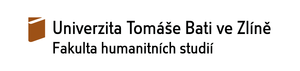 Univerzita Tomáše Bati ve Zlíně
Fakulta humanitních studií